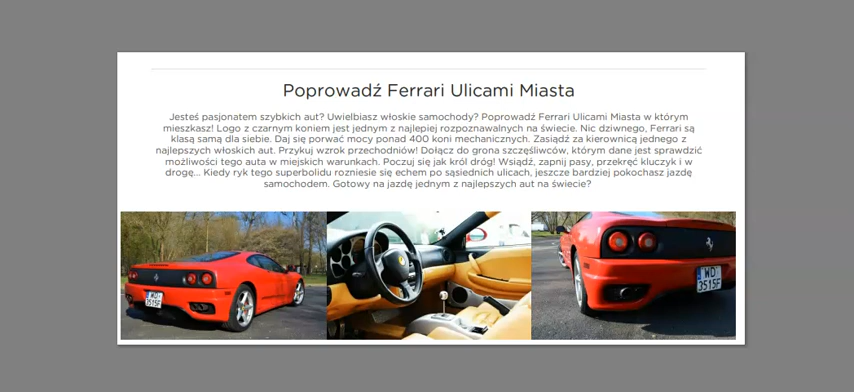 Poprowadź Ferrari Ulicami Miasta
Jesteś pasjonatem szybkich aut? Uwielbiasz włoskie samochody? Poprowadź Ferrari Ulicami Miasta w którym
mieszkasz! Logo z czarnym koniem jest jednym z najlepiej rozpoznawalnych na świecie. Nic dziwnego, Ferrari są
klasą samą dla siebie. Daj się porwać mocy ponad 400 koni mechanicznych. Zasiądź za kierownicą jednego z
najlepszych włoskich aut. Przykuj wzrok przechodniów! Dołącz do grona szczęśliwców, którym dane jest sprawdzić
możliwości tego auta w miejskich warunkach. Poczuj się jak król dróg! Wsiądź, zapnij pasy, przekręć kluczyk i w
drogę... Kiedy ryk tego superbolidu rozniesie się echem po sąsiednich ulicach, jeszcze bardziej pokochasz jazdę
samochodem. Gotowy na jazdę jednym z najlepszych aut na świecie?
WD
3515F
WD
3515F